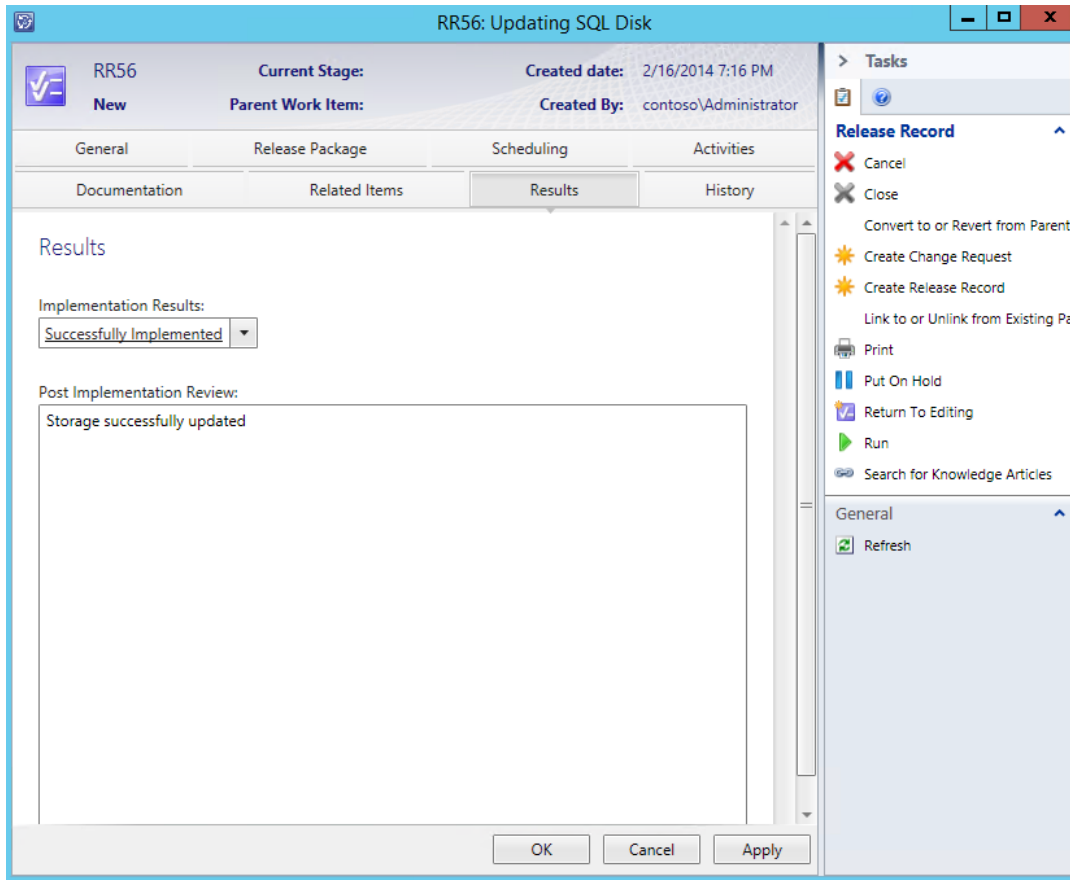 RR56: Updating SQL Disk
RR56 Current Stage: Created date: 2/16/2014 7:16 PM
New Parent Work Item: Created By: contoso\Administrator
General Release Package Scheduling Activities
Documentation Related Items Results History
Results
Implementation Results:
Successfully Implemented
Post Implementation Review:
Storage successfully updated
OK Cancel Apply
> Tasks
Release Record
Cancel
Close
Convert to or Revert from Parent
Create Change Request
Create Release Record
Link to or Unlink from Existing Pa
Print
Put On Hold
Return To Editing
Run
Search for Knowledge Articles
General
Refresh